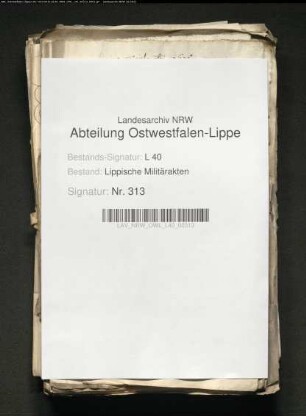 Landesarchiv NRW
Abteilung Ostwestfalen-Lippe
Bestands-Signatur: L 40
Bestand: Lippische Militärakten
Signatur: Nr. 313